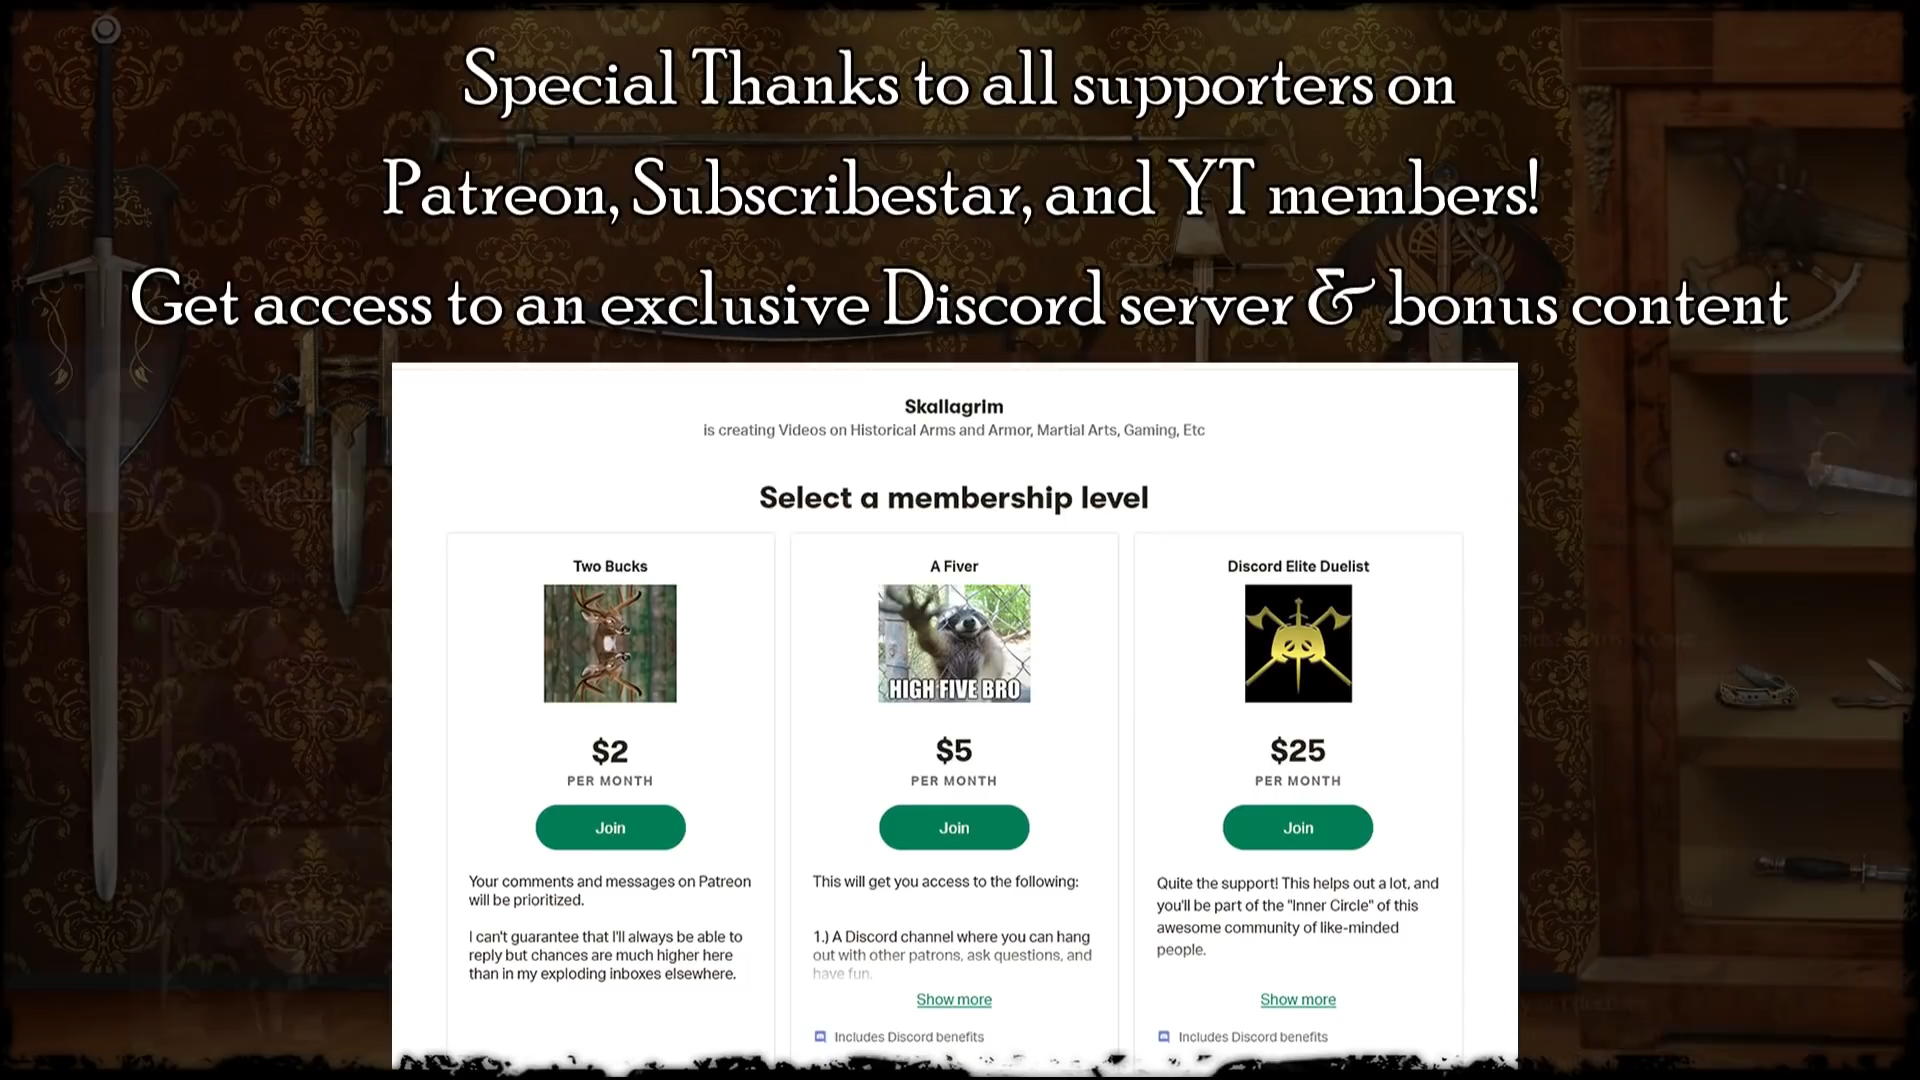 Special Thanks to all supporters on
Patreon, Subscribestar, and YT members!
Get access to an exclusive Discord server & bonus content
Skallagrim
is creating Videos on Historical Arms and Armor, Martial Arts, Gaming, Etc
Select a membership level
Two Bucks
$2
PER MONTH
Join
Your comments and messages on Patreon
will be prioritized.
I can't guarantee that I'll always be able to
reply but chances are much higher here
than in my exploding inboxes elsewhere.
A Fiver
HIGH FIVE BRO
$5
PER MONTH
Join
This will get you access to the following:
1.) A Discord channel where you can hang
out with other patrons, ask questions, and
have fun.
Show more
Includes Discord benefits
Discord Elite Duelist
$25
PER MONTH
Join
Quite the support! This helps out a lot, and
you'll be part of the "Inner Circle" of this
awesome community of like-minded
people.
Show more
Includes Discord benefits